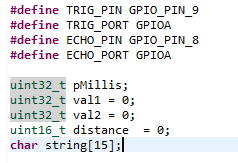 #define TRIG_PIN GPIO_PIN_9
#define TRIG_PORT GPIOA
#define ECHO_PIN GPIO_PIN_8
#define ECHO_PORT GPIOA
uint32_t pMillis;
uint32_t val1 = 0;
uint32_t val2 = 0;
uint16_t distance  = 0;
char string[15];